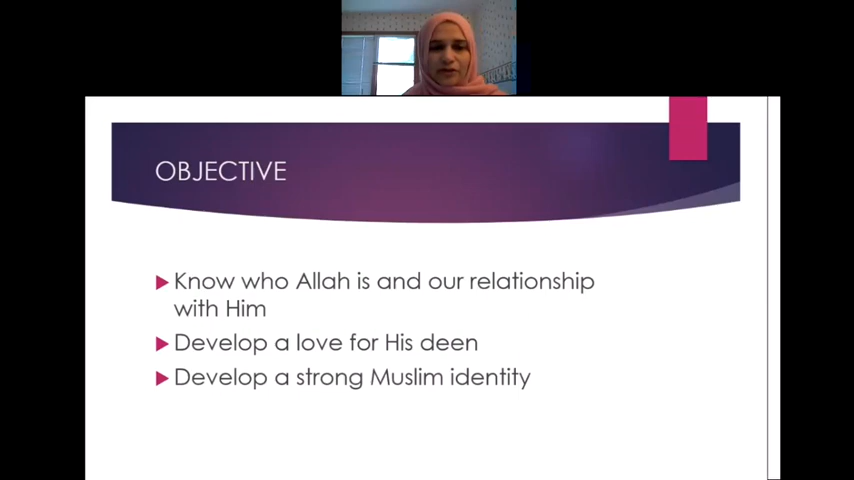 OBJECTIVE
Know who Allah is and our relationship
with Him
Develop a love for His deen
Develop a strong Muslim identity